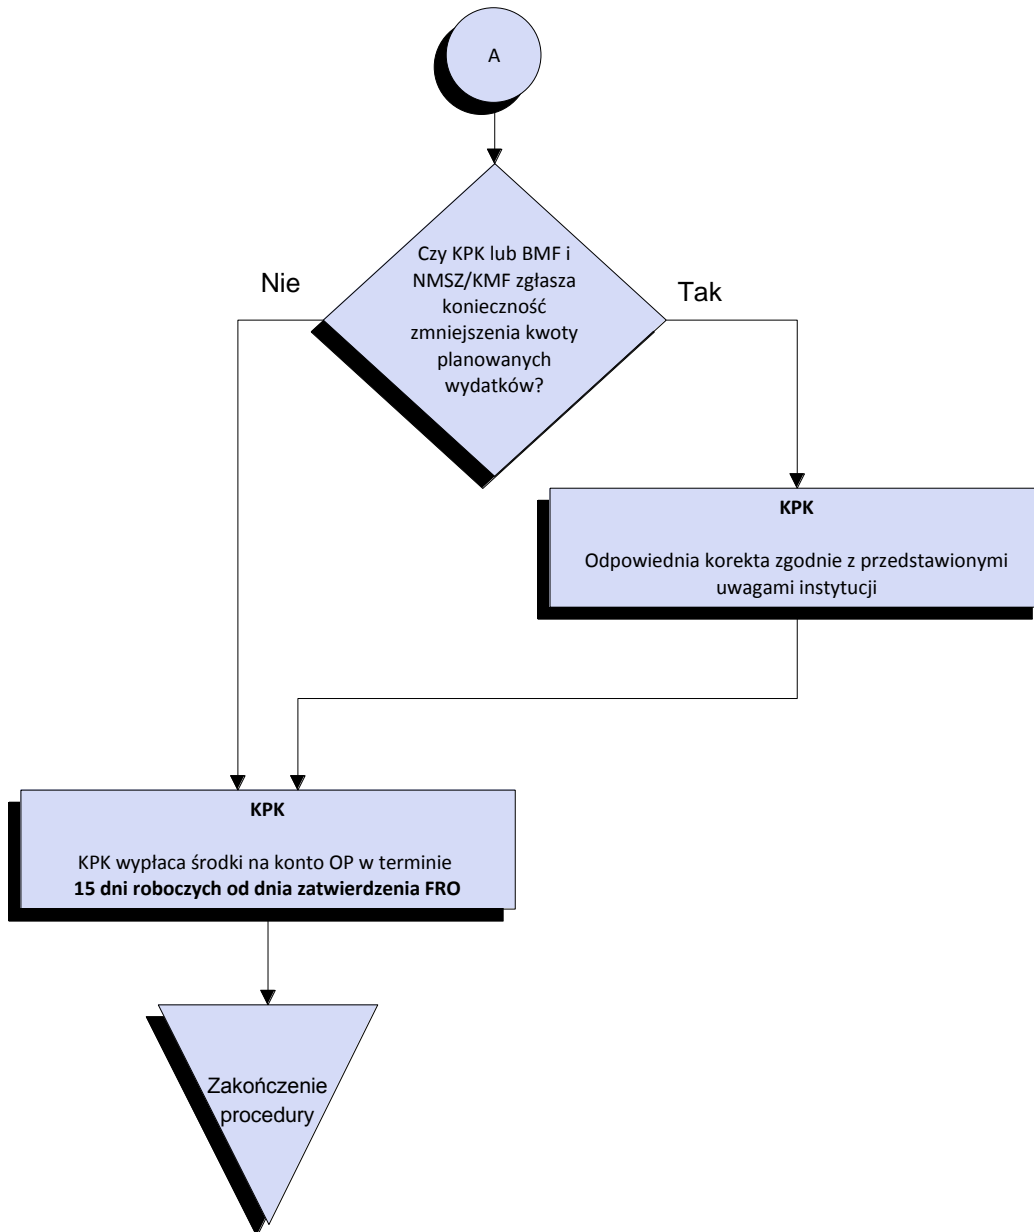 A
Czy KPK lub BMF i
NMSZ/KMF zgłasza
konieczność
zmniejszenia kwoty
planowanych
wydatków?
Nie
Tak
KPK
Odpowiednia korekta zgodnie z przedstawionymi
uwagami instytucji
KPK
KPK wypłaca środki na konto OP w terminie
15 dni roboczych od dnia zatwierdzenia FRO
Zakończenie
procedury